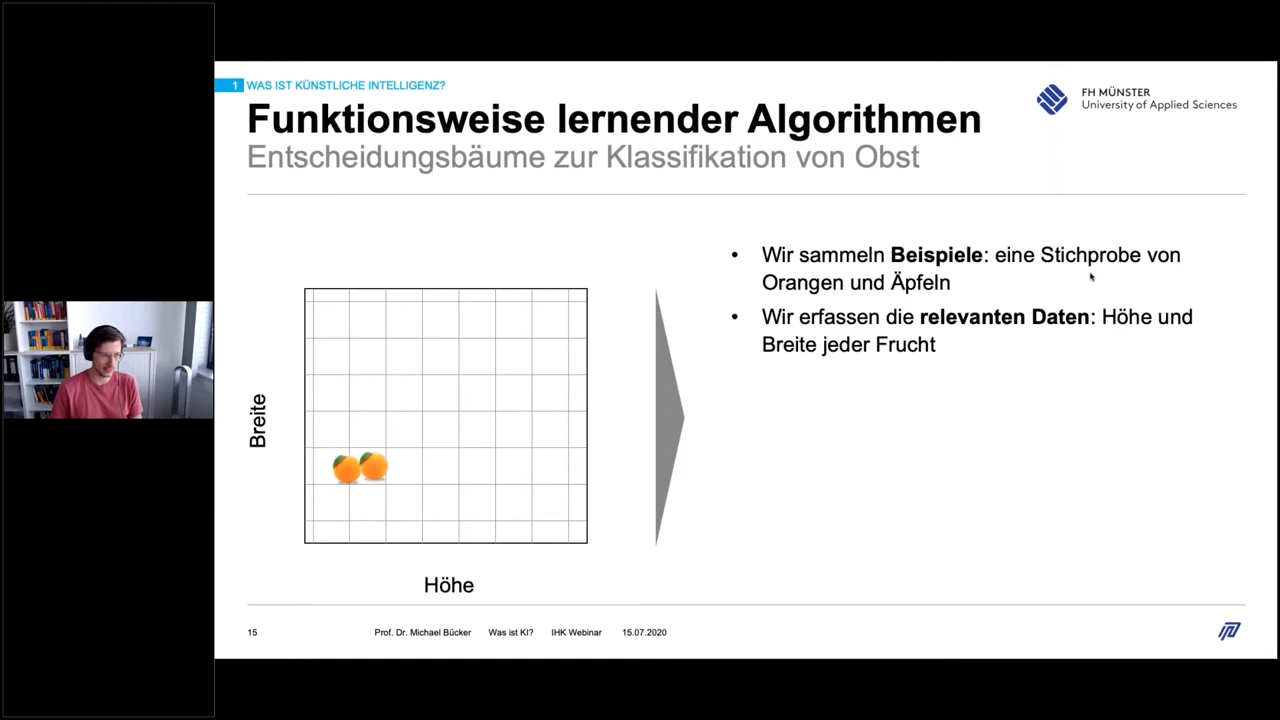 1 WAS IST KÜNSTLICHE INTELLIGENZ?
Funktionsweise lernender Algorithmen
Entscheidungsbäume zur Klassifikation von Obst
FH MÜNSTER
University of Applied Sciences
Breite
Höhe
• Wir sammeln Beispiele: eine Stichprobe von
Orangen und Äpfeln
• Wir erfassen die relevanten Daten: Höhe und
Breite jeder Frucht
15 Prof. Dr. Michael Bücker Was ist KI? IHK Webinar 15.07.2020